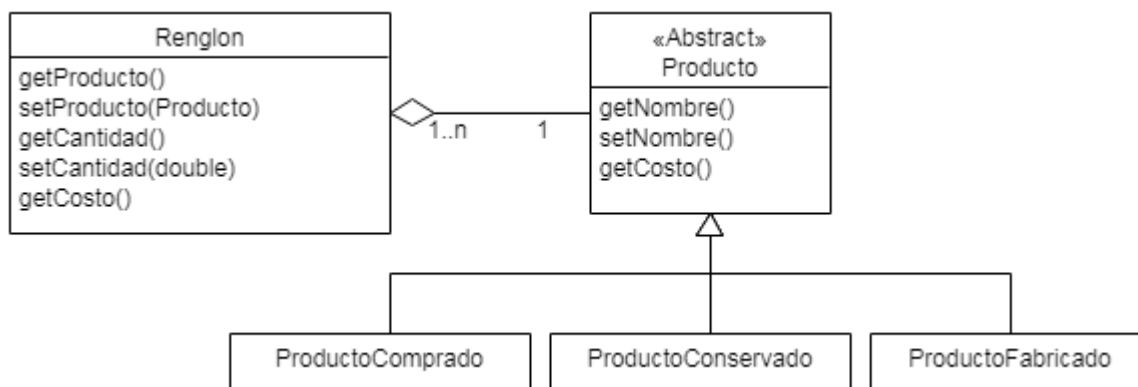 Renglon
getProducto()
setProducto(Producto)
getCantidad()
setCantidad(double)
getCosto()
1..n
1
«Abstract»
Producto
getNombre()
setNombre()
getCosto()
ProductoComprado
ProductoConservado
ProductoFabricado